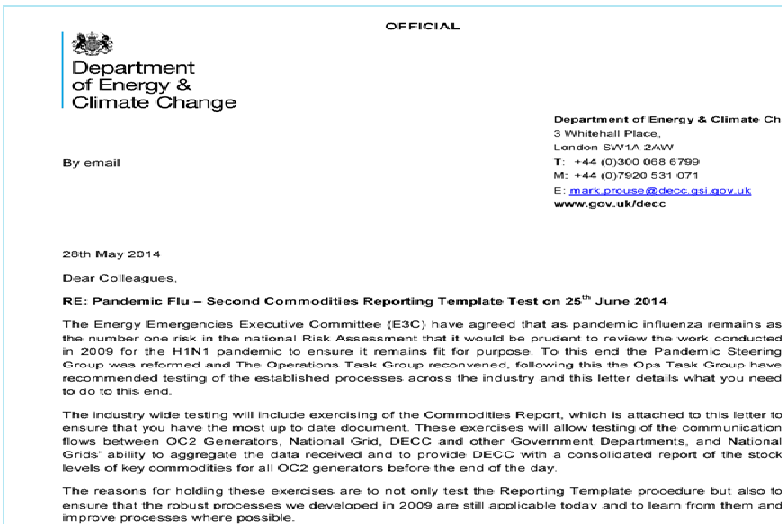 OFFICIAL
Department
of Energy &
Climate Change
Department of Energy & Climate Ch
3 Whitehall Place,
London SW1A 2AW
T: +44 (0)300 068 6799
M: +44 (0)7920 531 071
E: mark.prouse@decc.gsi.gov.uk
www.gov.uk/decc
By email
28th May 2014
Dear Colleagues,
RE: Pandemic Flu – Second Commodities Reporting Template Test on 25th June 2014
The Energy Emergencies Executive Committee (E3C) have agreed that as pandemic influenza remains as
the number one risk in the national Risk Assessment that it would be prudent to review the work conducted
in 2009 for the H1N1 pandemic to ensure it remains fit for purpose. To this end the Pandemic Steering
Group was reformed and The Operations Task Group reconvened, following this the Ops Task Group have
recommended testing of the established processes across the industry and this letter details what you need
to do to this end.
The industry wide testing will include exercising of the Commodities Report, which is attached to this letter to
ensure that you have the most up to date document. These exercises will allow testing of the communication
flows between OC2 Generators, National Grid, DECC and other Government Departments, and National
Grids' ability to aggregate the data received and to provide DECC with a consolidated report of the stock
levels of key commodities for all OC2 generators before the end of the day.
The reasons for holding these exercises are to not only test the Reporting Template procedure but also to
ensure that the robust processes we developed in 2009 are still applicable today and to learn from them and
improve processes where possible.